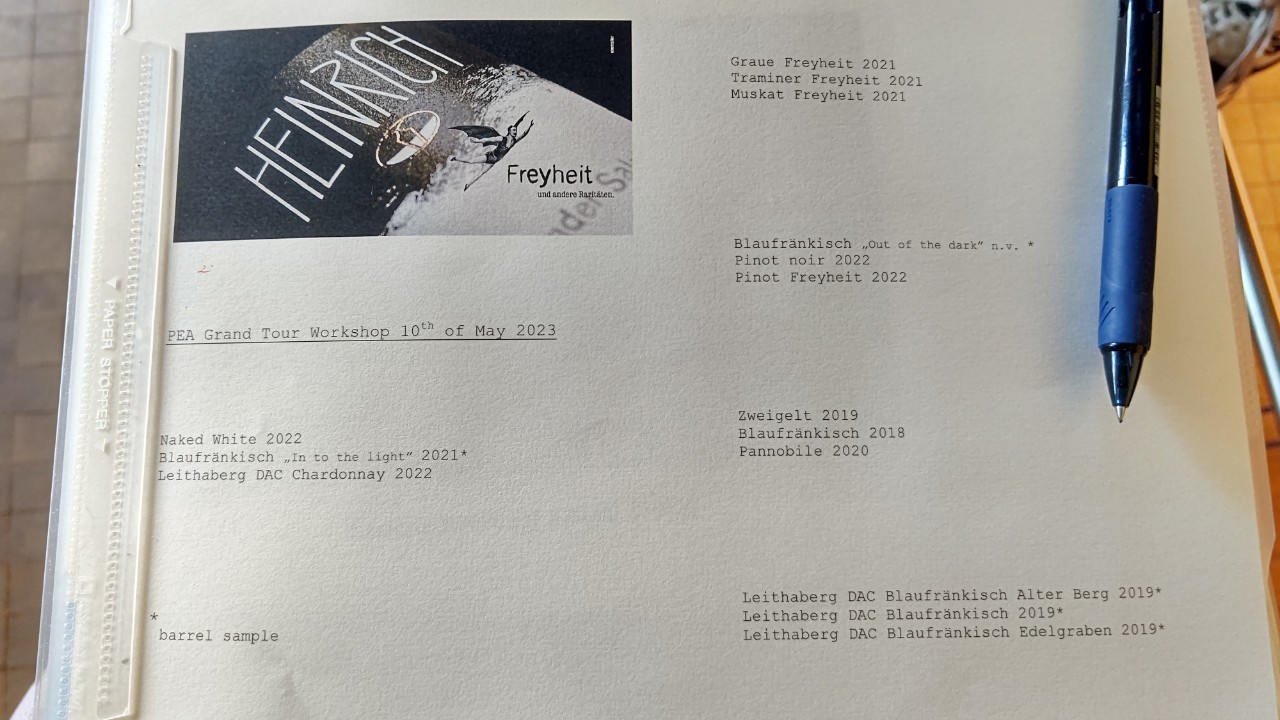 HEINRICH
Freyheit
und andere Raritäten.
PEA Grand Tour Workshop 10th of May 2023
Naked White 2022
Blaufränkisch „In to the light” 2021*
Leithaberg DAC Chardonnay 2022
*
barrel sample
Graue Freyheit 2021
Traminer Freyheit 2021
Muskat Freyheit 2021
Blaufränkisch „Out of the dark” n.v. *
Pinot noir 2022
Pinot Freyheit 2022
Zweigelt 2019
Blaufränkisch 2018
Pannobile 2020
Leithaberg DAC Blaufränkisch Alter Berg 2019*
Leithaberg DAC Blaufränkisch 2019*
Leithaberg DAC Blaufränkisch Edelgraben 2019*
▼ PAPER STOPPER ▼